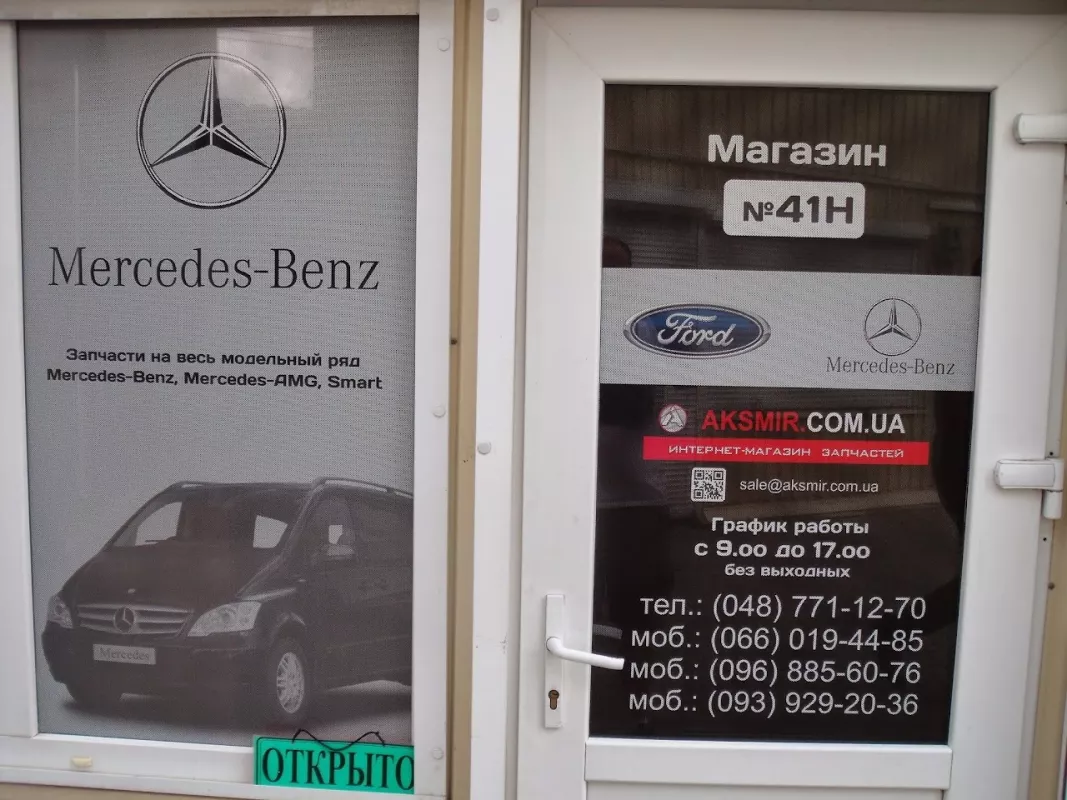 Mercedes-Benz
Запчасти на весь модельный ряд
Mercedes-Benz, Mercedes-AMG, Smart
Mercedes
ОТКРЫТО
Магазин
№41Н
Ford
Mercedes-Benz
AKSMIR.COM.UA
ИНТЕРНЕТ-МАГАЗИН ЗАПЧАСТЕЙ
sale@aksmir.com.ua
График работы
с 9.00 до 17.00
без выходных
тел.: (048) 771-12-70
моб.: (066) 019-44-85
моб.: (096) 885-60-76
моб.: (093) 929-20-36